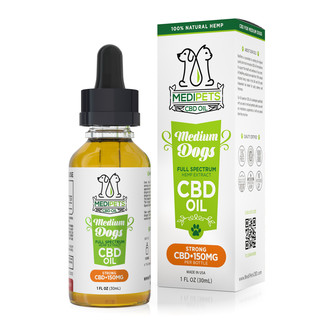 100% NATURAL HEMP
MEDIPETS
CBD OIL
Medium
Dogs
FULL SPECTRUM
HEMP EXTRACT
CBD
OIL
STRONG
CBD•150MG
PER BOTTLE
MADE IN USA
1 FL OZ (30mL)
MEDIPETS
CBD OIL
Medium
Dogs
FULL SPECTRUM
HEMP EXTRACT
CBD
OIL
STRONG
CBD•150MG
1 FL OZ (30mL)